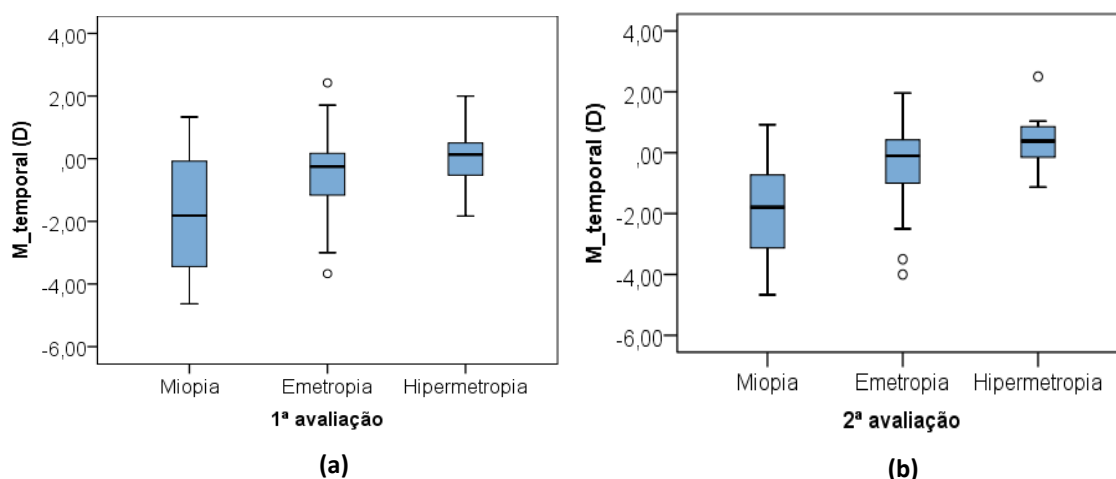 4,00
2,00
,00
-2,00
-4,00
-6,00
M_temporal (D)
Miopia Emetropia Hipermetropia
1ª avaliação
(a)
4,00
2,00
,00
-2,00
-4,00
-6,00
M_temporal (D)
Miopia Emetropia Hipermetropia
2ª avaliação
(b)